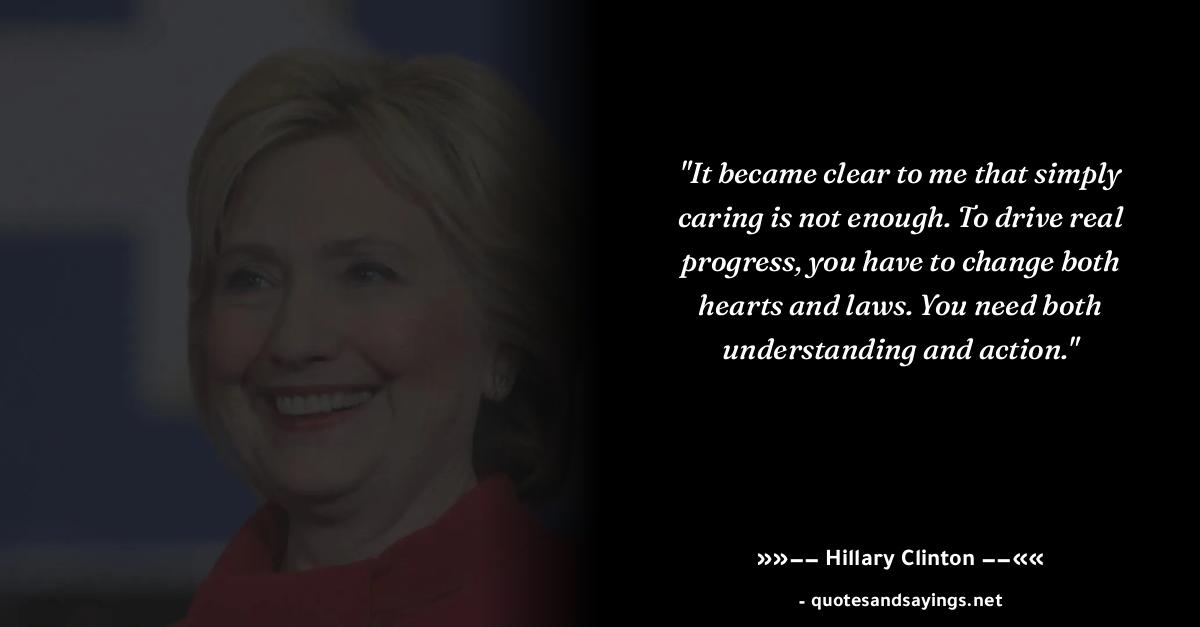 "It became clear to me that simply
caring is not enough. To drive real
progress, you have to change both
hearts and laws. You need both
understanding and action."
»»–– Hillary Clinton ––««
- quotesandsayings.net